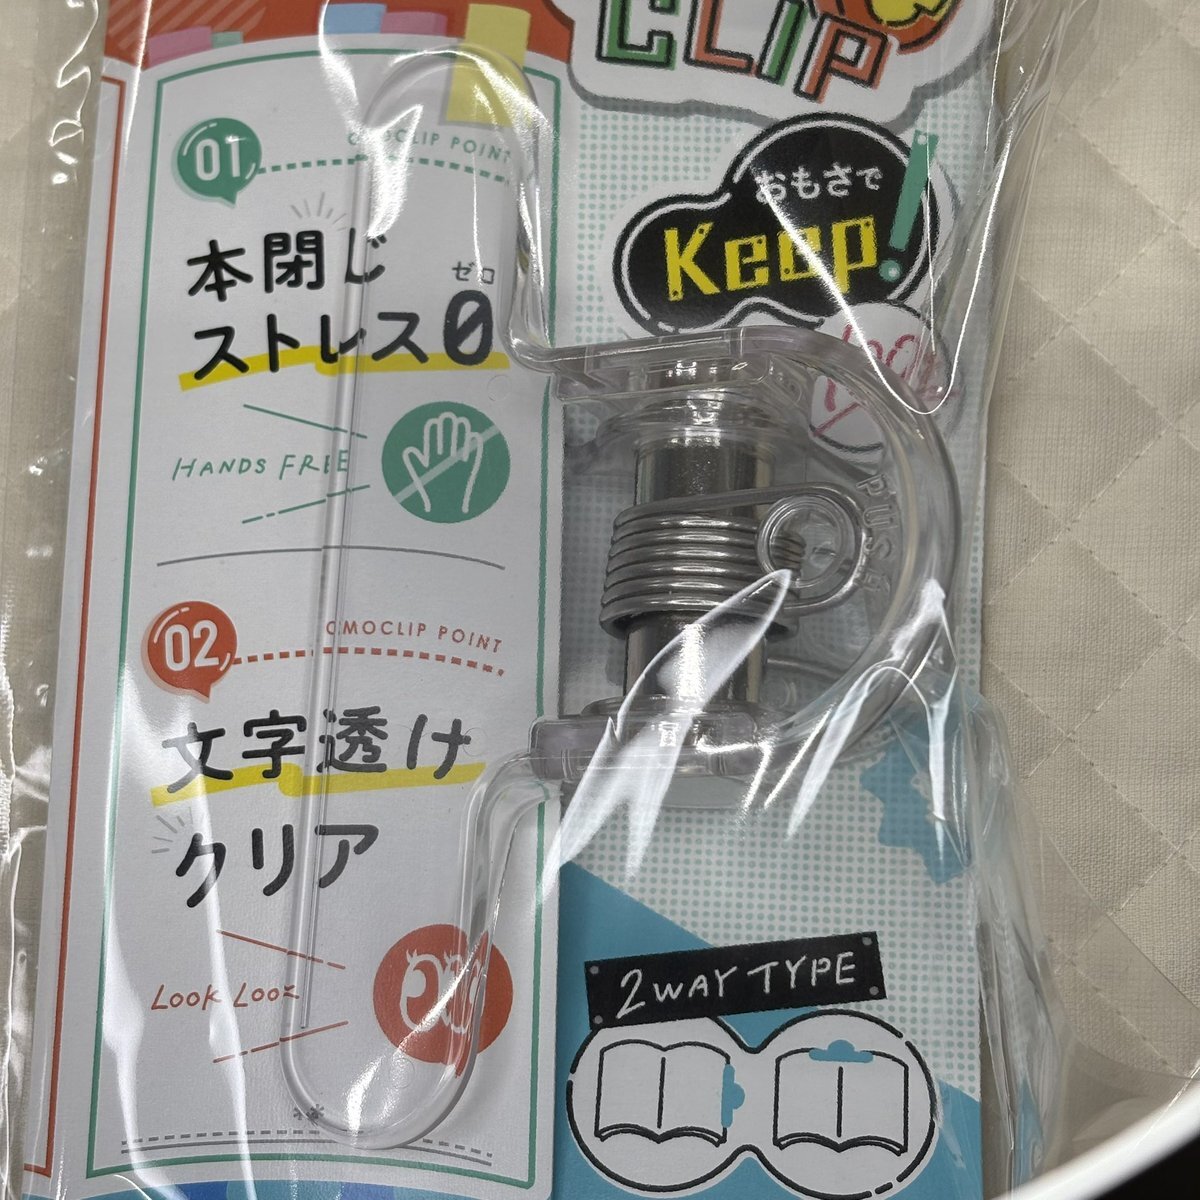 CLIP
01
OMOCLIP POINT
本閉じ
ゼロ
ストレス0
HANDS FREE
02
OMOCLIP POINT
文字透け
クリア
LOOK LOOK
おもさで
Keep!
PUSH
2WAY TYPE